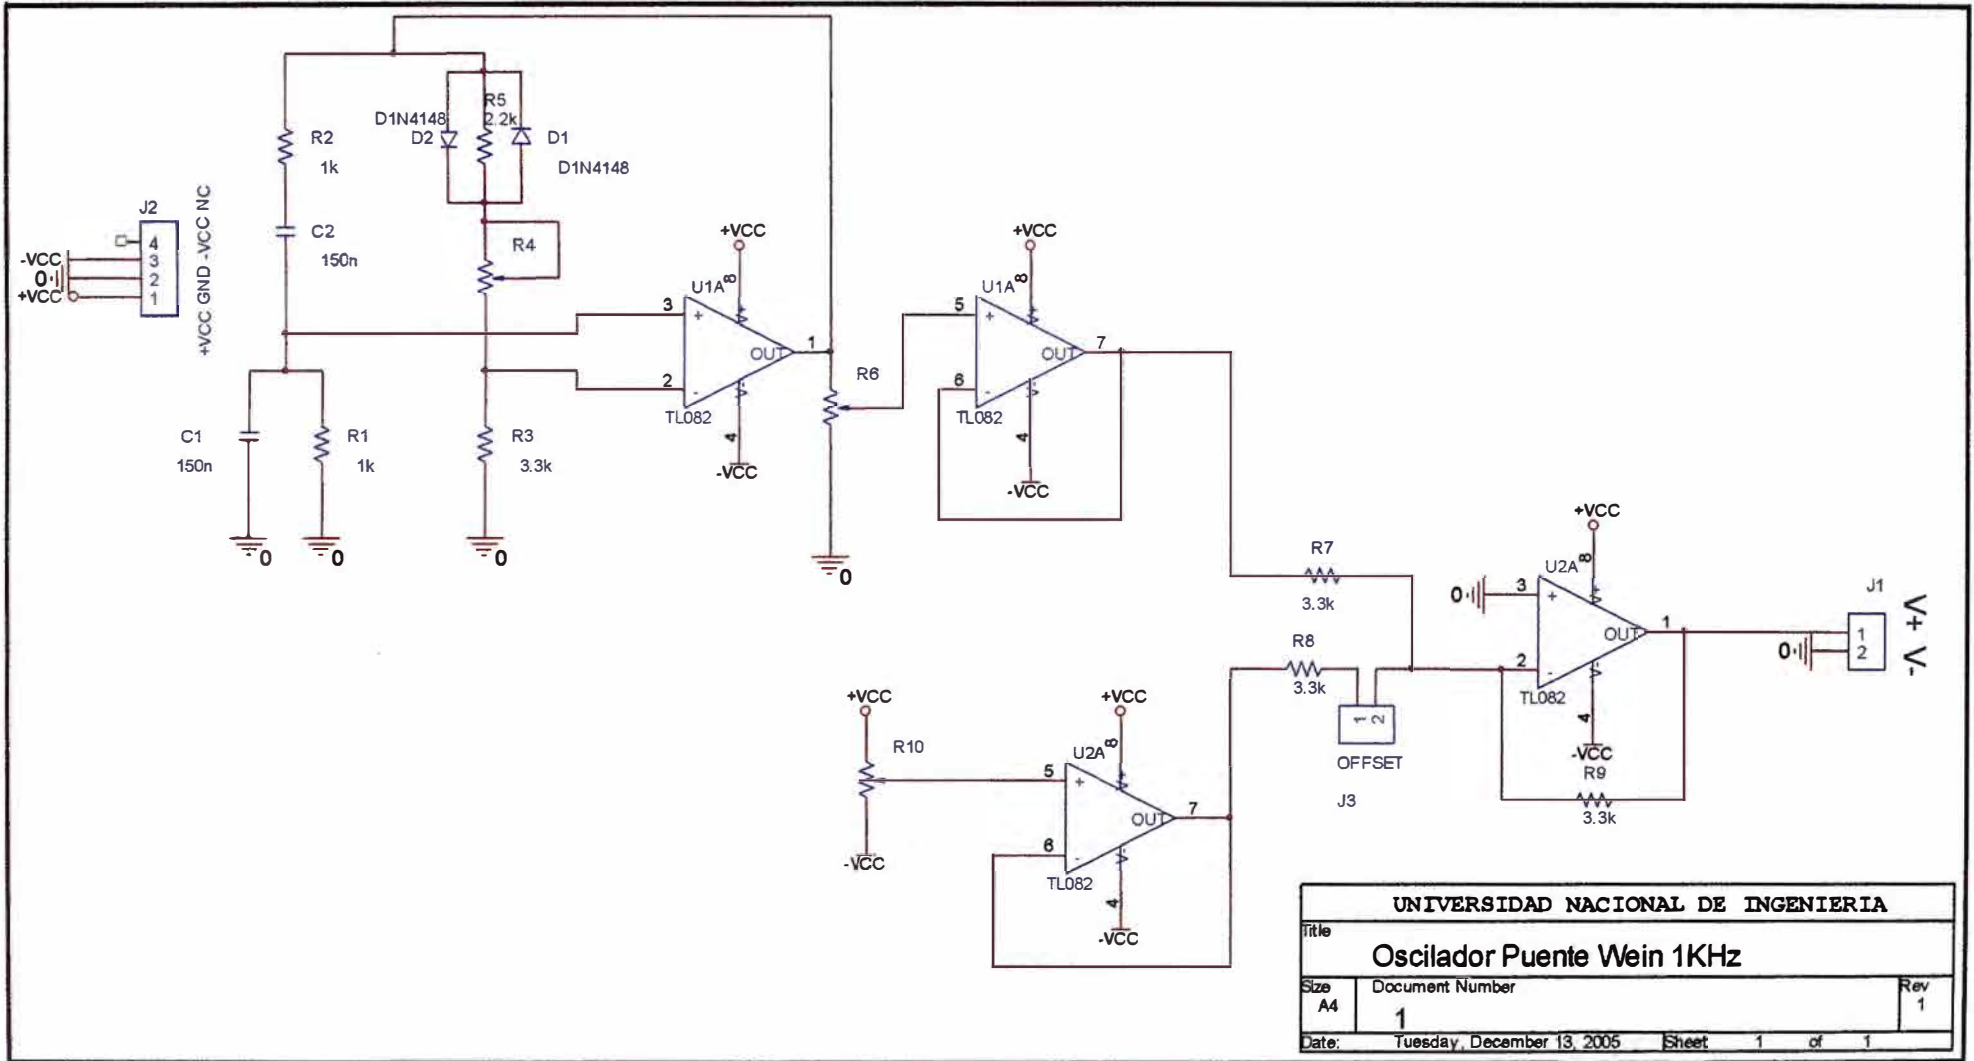 R2
1k
C2
150n
D1N4148
D2
R5
2.2k
D1
D1N4148
R4
J2
4
3
2
1
-VCC
0
+VCC
+VCC GND -VCC NC
C1
150n
R1
1k
R3
3.3k
0
0
0
+VCC
8
U1A
3
+
V+
OUT
1
2
-
V-
TL082
4
-VCC
R6
0
+VCC
8
U1A
5
+
V+
OUT
7
6
-
V-
TL082
4
-VCC
R7
3.3k
R8
3.3k
1
2
OFFSET
J3
+VCC
R10
-VCC
+VCC
8
U2A
5
+
V+
OUT
7
6
-
V-
TL082
4
-VCC
+VCC
8
U2A
0
3
+
V+
OUT
1
2
-
V-
TL082
4
-VCC
R9
3.3k
J1
1
2
0
V+ V-
UNIVERSIDAD NACIONAL DE INGENIERIA
Title
Oscilador Puente Wein 1KHz
Size
A4
Document Number
1
Rev
1
Date: Tuesday, December 13, 2005 Sheet 1 of 1